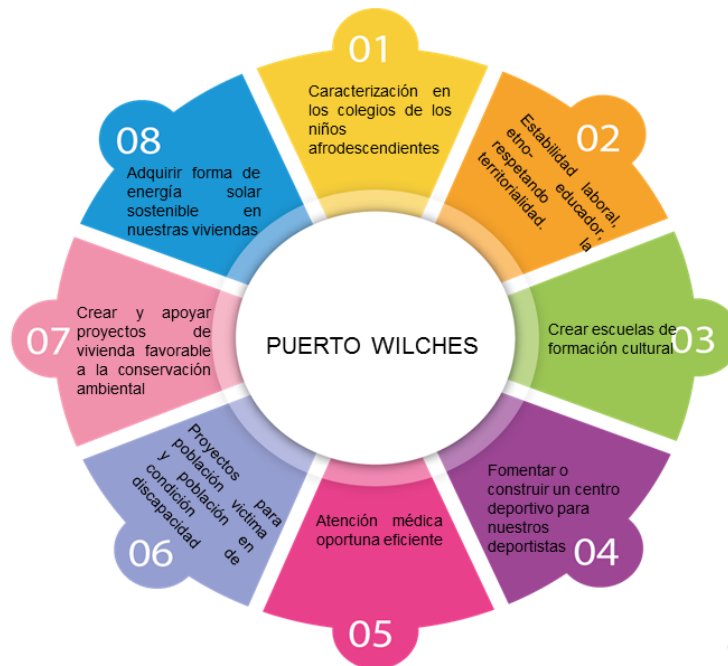 01
Caracterización en
los colegios de los
niños
afrodescendientes
02
Estabilidad laboral,
etno- educador,
respetando la
territorialidad.
03
Crear escuelas de
formación cultural
04
Fomentar o
construir un centro
deportivo para
nuestros
deportistas
05
Atención médica
oportuna eficiente
06
Proyectos para
población victima
y población en
condición de
discapacidad
07
Crear y apoyar
proyectos de
vivienda favorable
a la conservación
ambiental
08
Adquirir forma de
energía solar
sostenible en
nuestras viviendas
PUERTO WILCHES